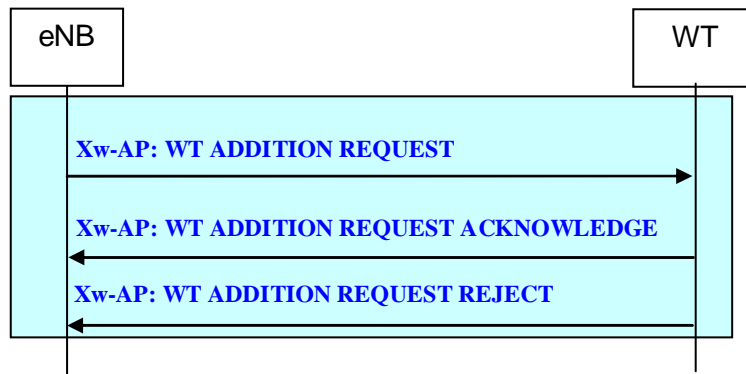 eNB
WT
Xw-AP: WT ADDITION REQUEST
Xw-AP: WT ADDITION REQUEST ACKNOWLEDGE
Xw-AP: WT ADDITION REQUEST REJECT